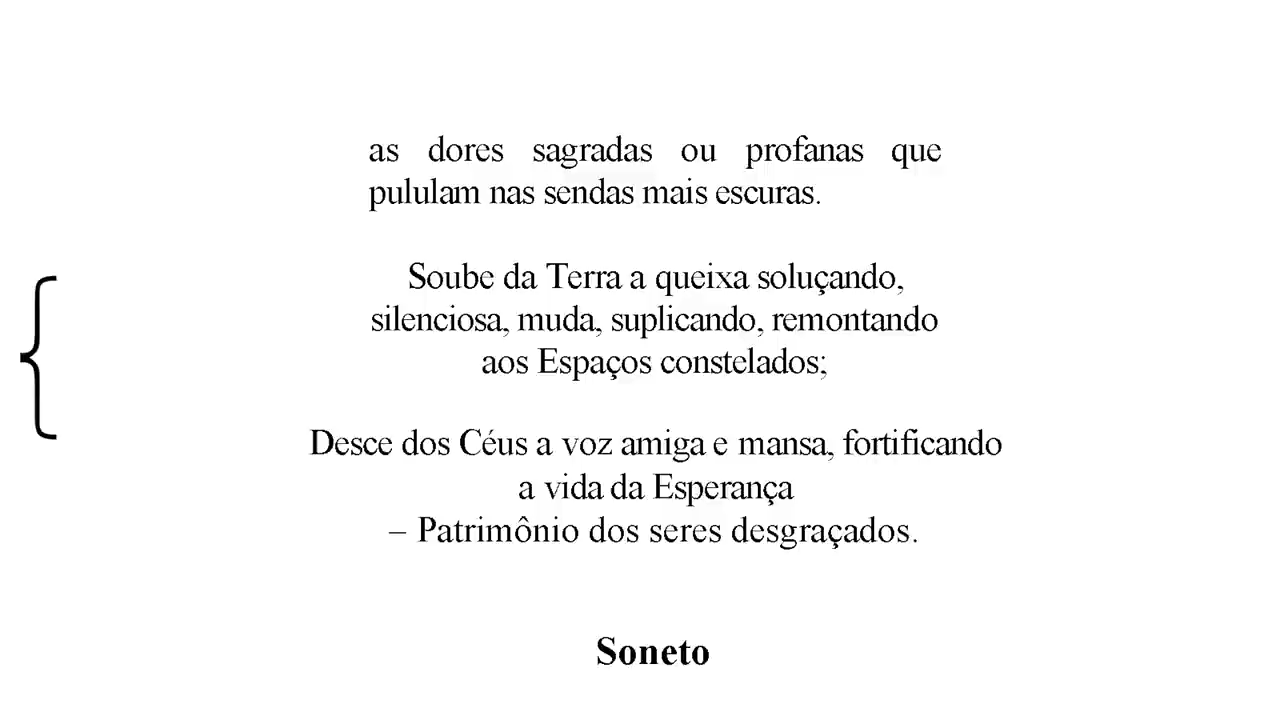 as dores sagradas ou profanas que
pululam nas sendas mais escuras.
Soube da Terra a queixa soluçando,
silenciosa, muda, suplicando, remontando
aos Espaços constelados;
Desce dos Céus a voz amiga e mansa, fortificando
a vida da Esperança
– Patrimônio dos seres desgraçados.
Soneto